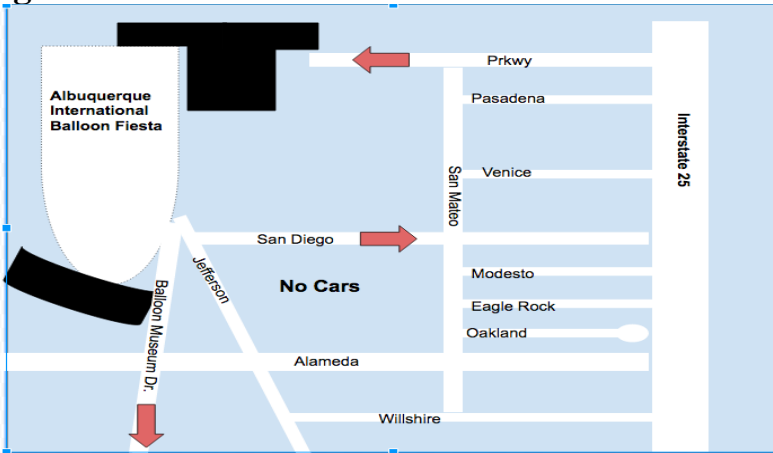 Prkwy
Albuquerque
International
Balloon Fiesta
Pasadena
Interstate 25
Venice
San Mateo
San Diego
Jefferson
No Cars
Modesto
Balloon Museum Dr.
Eagle Rock
Oakland
Alameda
Willshire